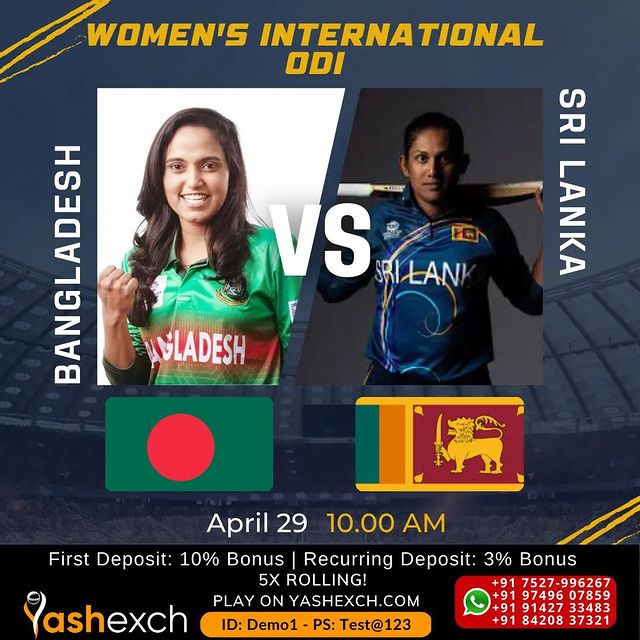 WOMEN'S INTERNATIONAL
ODI
BANGLADESH
VS
SRI LANKA
GLADESH
SRI LANK
April 29 10.00 AM
First Deposit: 10% Bonus | Recurring Deposit: 3% Bonus
5X ROLLING!
PLAY ON YASHEXCH.COM
Yashexch
ID: Demo1 - PS: Test@123
+91 7527-996267
+91 97496 07859
+91 91427 33483
+91 84208 37321